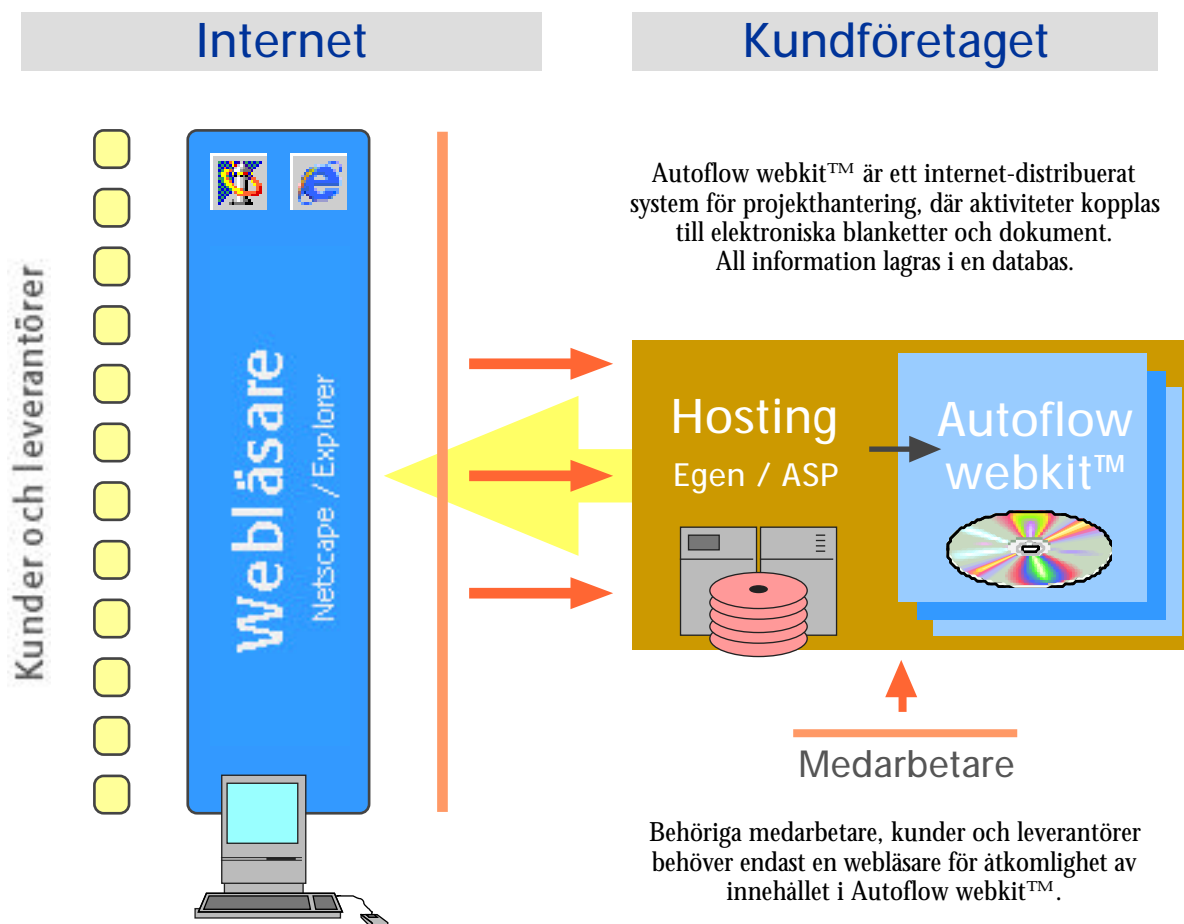 Internet
Kundföretaget
Kunder och leverantörer
Webläsare
Netscape / Explorer
Autoflow webkit™ är ett internet-distribuerat
system för projekthantering, där aktiviteter kopplas
till elektroniska blanketter och dokument.
All information lagras i en databas.
Hosting
Egen / ASP
Autoflow
webkit™
Medarbetare
Behöriga medarbetare, kunder och leverantörer
behöver endast en webläsare för åtkomlighet av
innehållet i Autoflow webkit™.